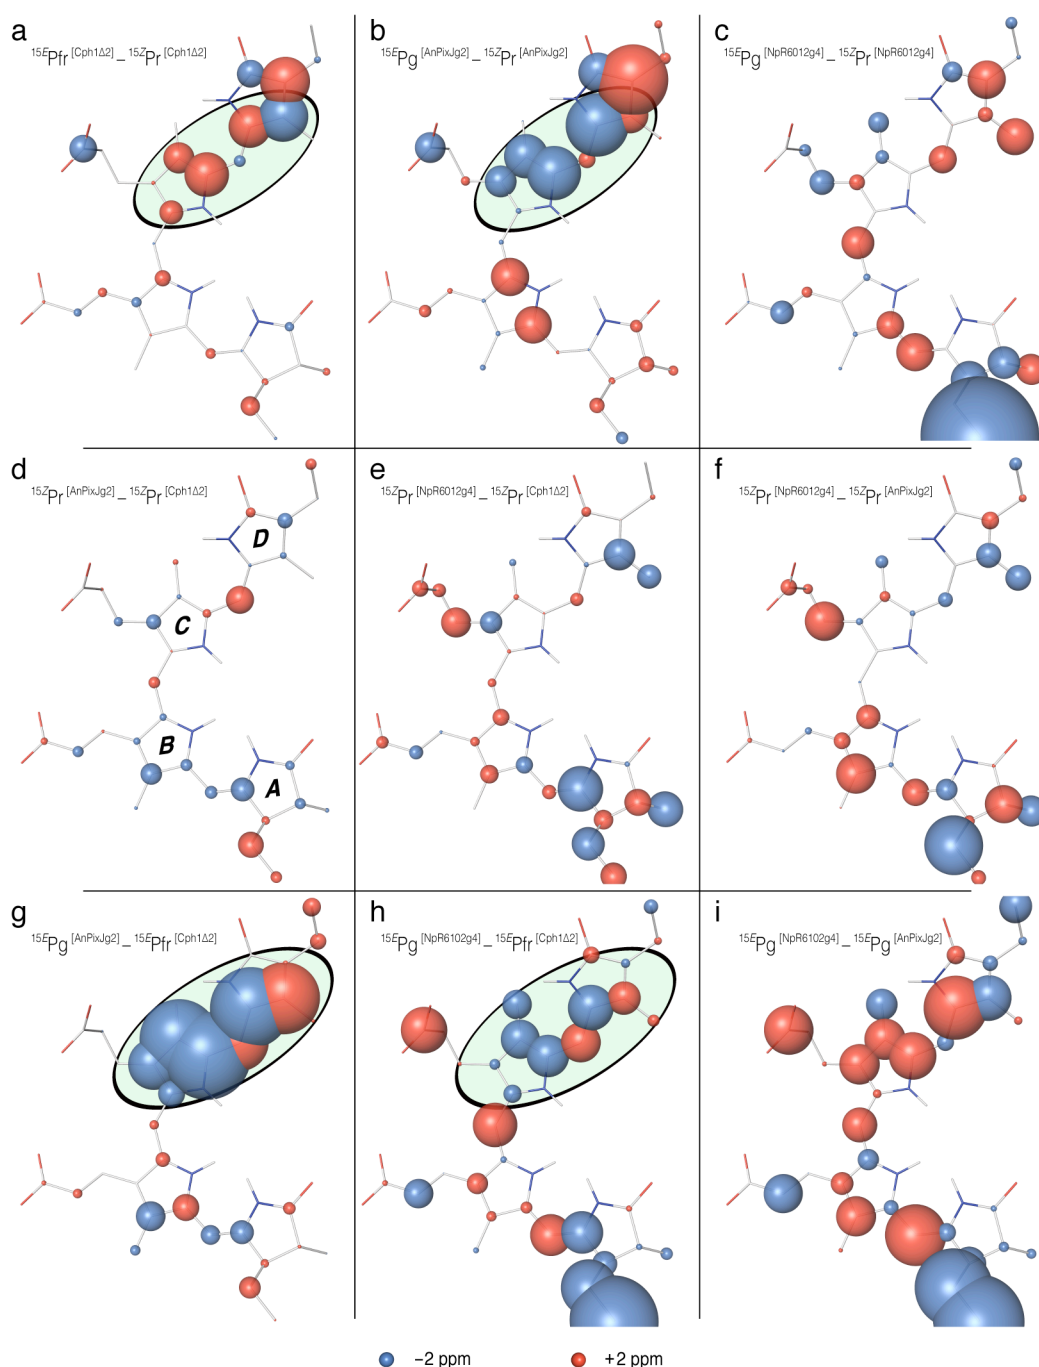 a
15EPfr[Cph1Δ2]–15ZPr[Cph1Δ2]
b
15EPg[AnPixJg2]–15ZPr[AnPixJg2]
c
15EPg[NpR6012g4]–15ZPr[NpR6012g4]
d
15ZPr[AnPixJg2]–15ZPr[Cph1Δ2]
D
C
B
A
e
15ZPr[NpR6012g4]–15ZPr[Cph1Δ2]
f
15ZPr[NpR6012g4]–15ZPr[AnPixJg2]
g
15EPg[AnPixJg2]–15EPfr[Cph1Δ2]
h
15EPg[NpR6102g4]–15EPfr[Cph1Δ2]
i
15EPg[NpR6102g4]–15EPg[AnPixJg2]
–2 ppm
+2 ppm